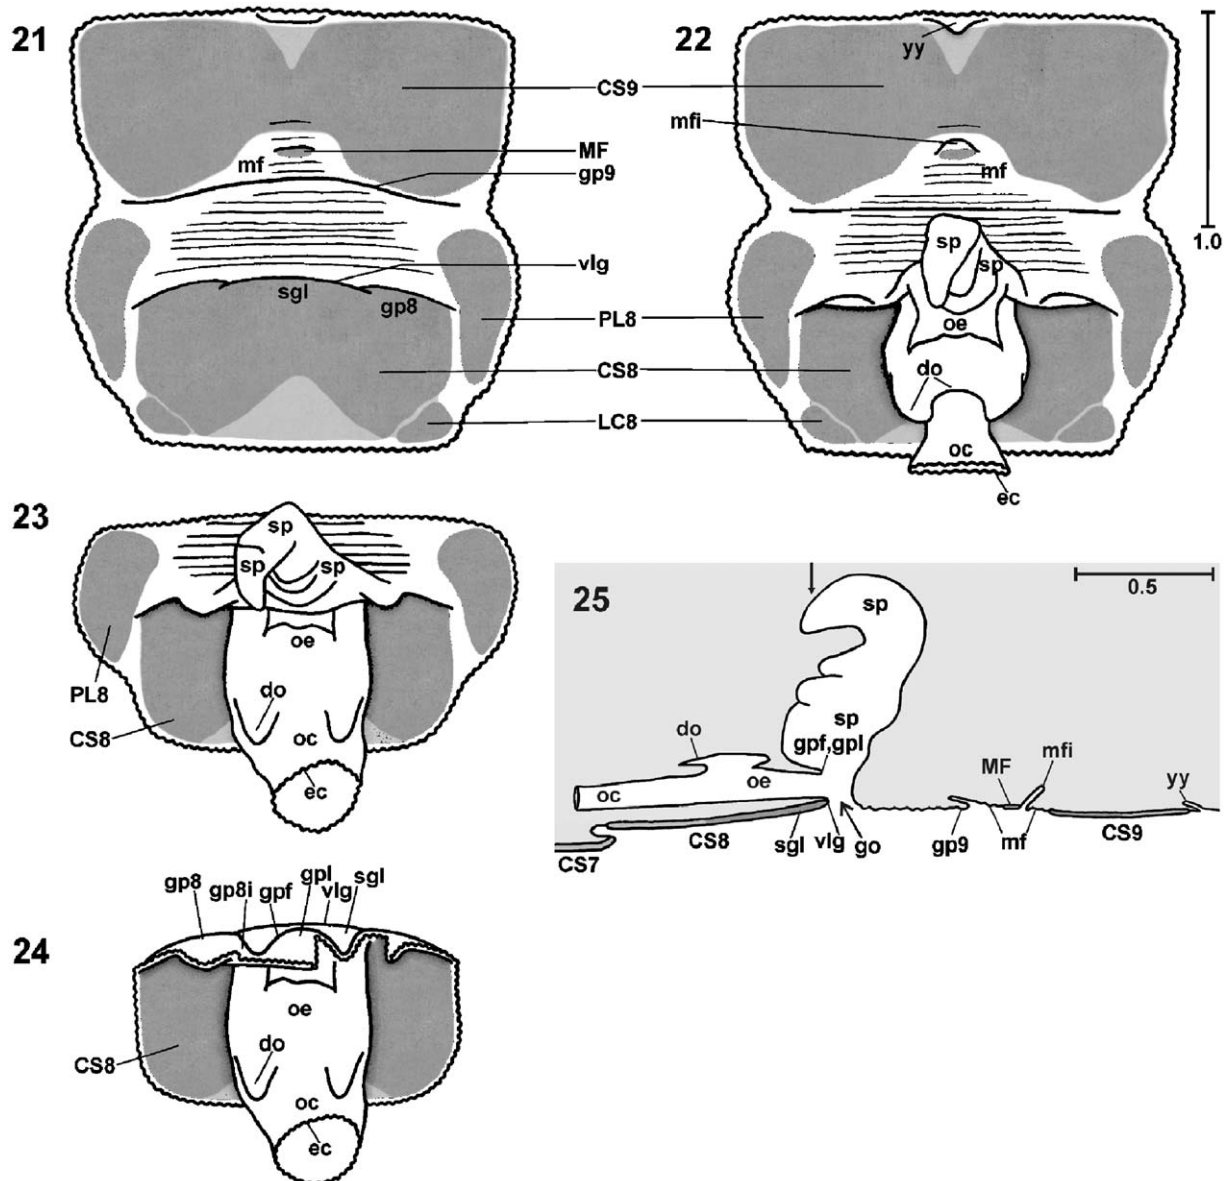 21
22
yy
CS9
mfi
MF
mf
mf
gp9
1.0
sp
vlg
sp
sgl
gp8
PL8
oe
CS8
do
LC8
oc
ec
23
sp
sp
sp
25
0.5
sp
oe
PL8
do
sp
CS8
oc
do
gpf,gpl
mfi
MF
yy
ec
oc
oe
CS7
CS8
sgl
vlg
go
gp9
mf
CS9
gp8
gp8i
gpf
gpl
vlg
sgl
24
oe
do
CS8
oc
ec